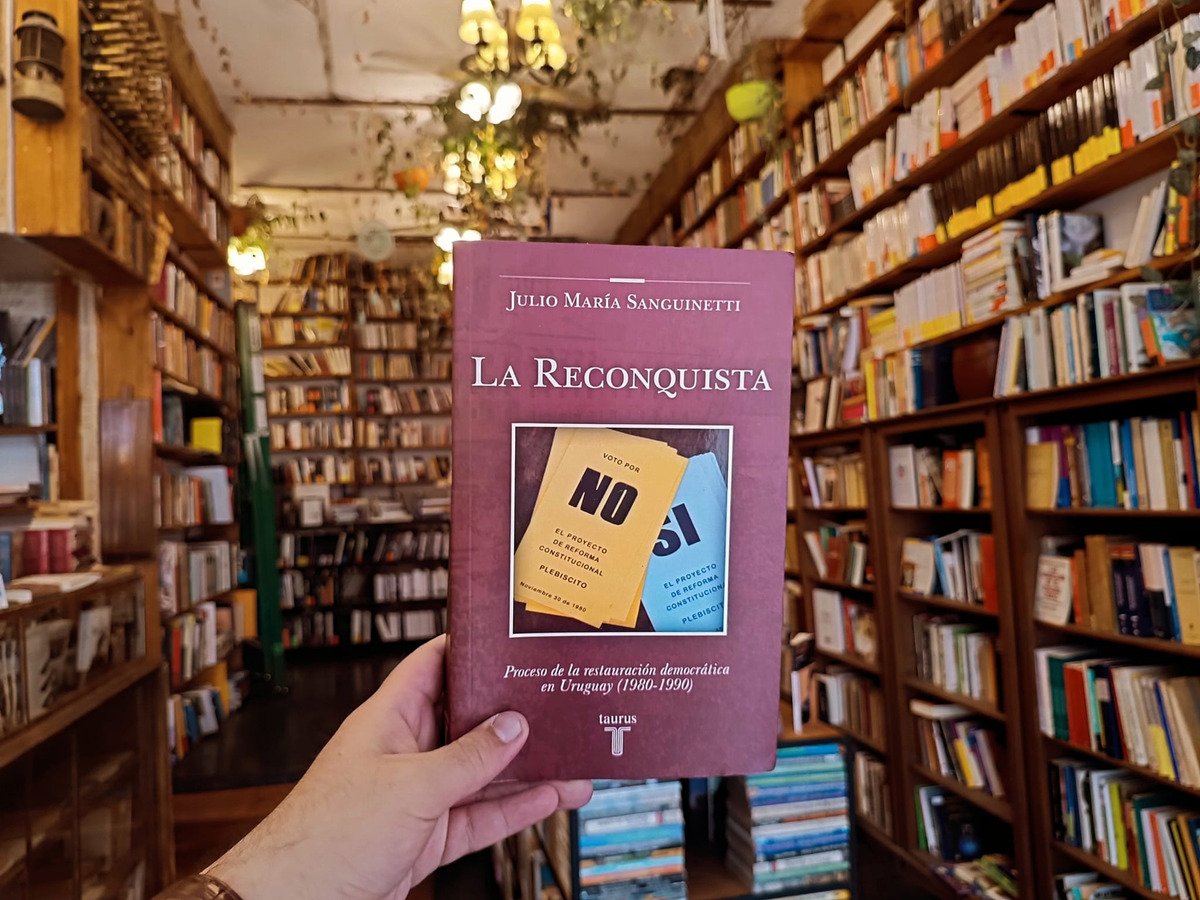 JULIO MARÍA SANGUINETTI
LA RECONQUISTA
VOTO POR
NO
EL PROYECTO
DE REFORMA
CONSTITUCIONAL
PLEBISCITO
Noviembre 30 de 1980
SI
EL PROYECTO
DE REFORMA
CONSTITUCION
PLEBISCIT
Proceso de la restauración democrática
en Uruguay (1980-1990)
taurus